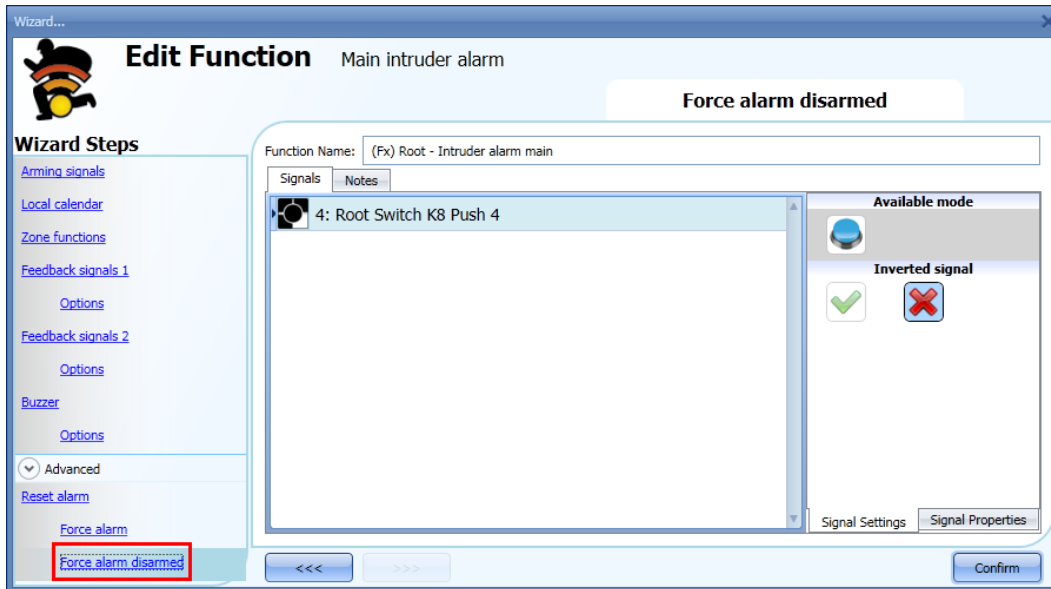 Wizard...
Edit Function Main intruder alarm
Force alarm disarmed
Wizard Steps
Arming signals
Local calendar
Zone functions
Feedback signals 1
Options
Feedback signals 2
Options
Buzzer
Options
Advanced
Reset alarm
Force alarm
Force alarm disarmed
Function Name: (Fx) Root - Intruder alarm main
Signals Notes
4: Root Switch K8 Push 4
Available mode
Inverted signal
Signal Settings Signal Properties
<<< >>> Confirm